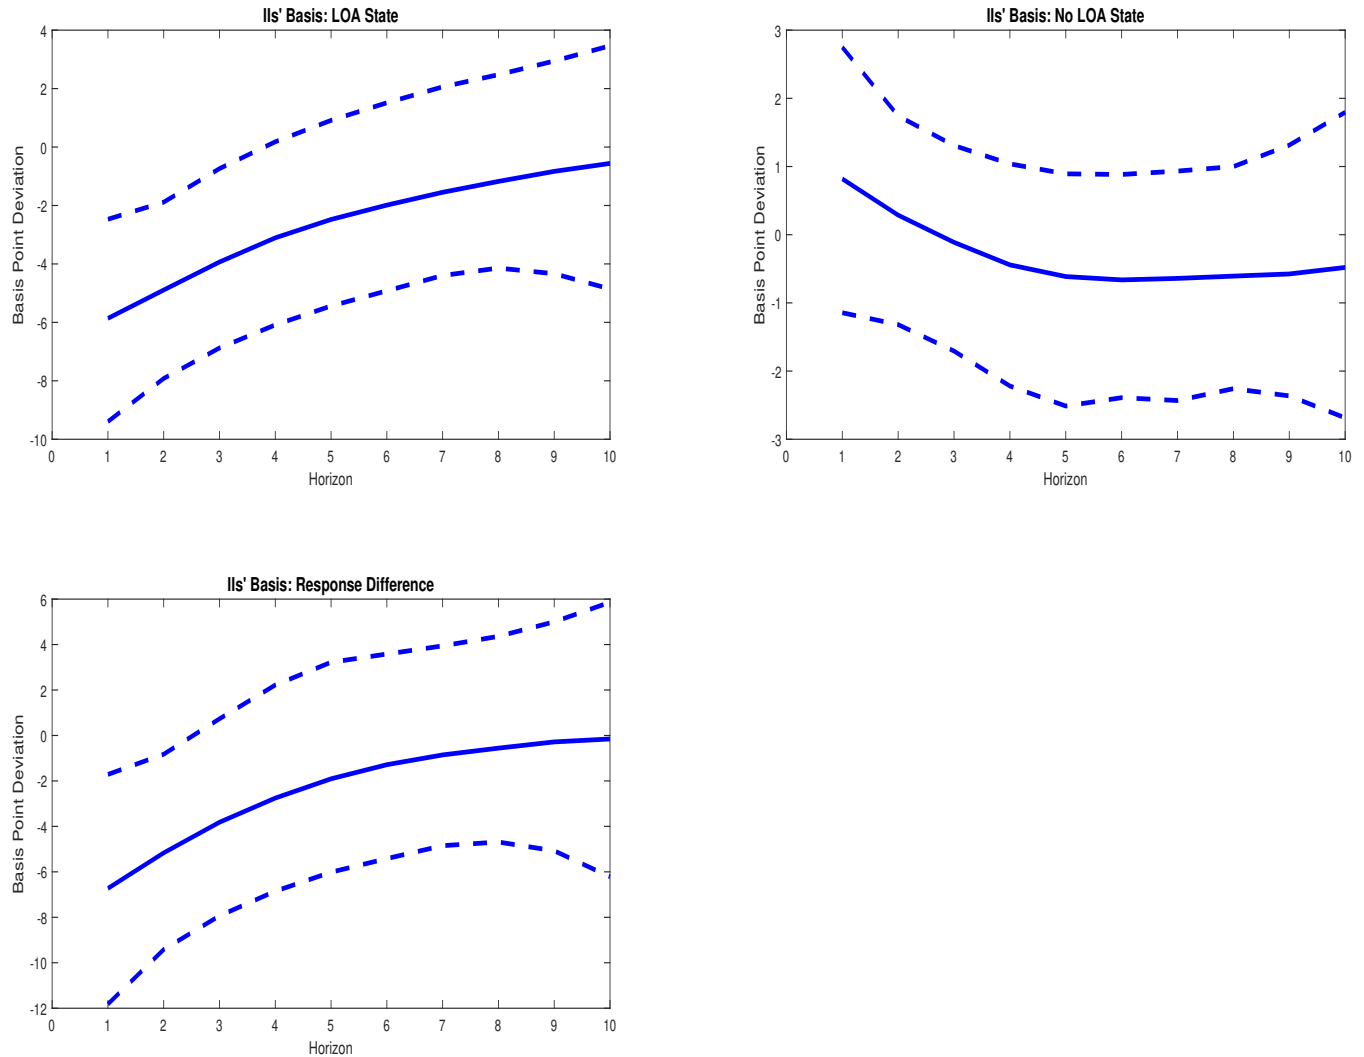 IIs' Basis: LOA State
4
2
0
-2
-4
-6
-8
-10
Basis Point Deviation
0 1 2 3 4 5 6 7 8 9 10
Horizon
IIs' Basis: No LOA State
3
2
1
0
-1
-2
-3
Basis Point Deviation
0 1 2 3 4 5 6 7 8 9 10
Horizon
IIs' Basis: Response Difference
6
4
2
0
-2
-4
-6
-8
-10
-12
Basis Point Deviation
0 1 2 3 4 5 6 7 8 9 10
Horizon